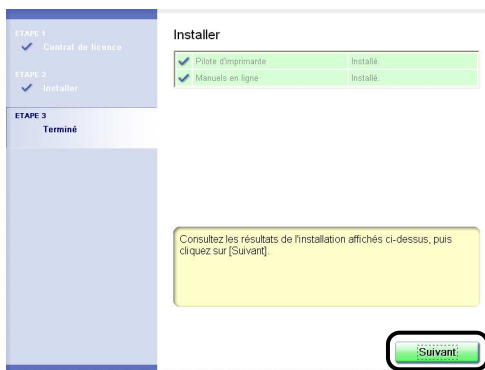 ETAPE 1
Contrat de licence
ETAPE 2
Installer
ETAPE 3
Terminé
Installer
Pilote d'imprimante Installé.
Manuels en ligne Installé.
Consultez les résultats de l'installation affichés ci-dessus, puis
cliquez sur [Suivant].
Suivant